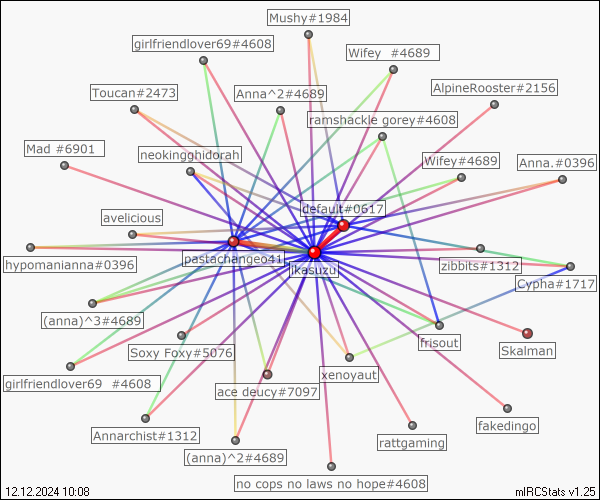 Mushy#1984
girlfriendlover69#4608
Wifey  #4689
Toucan#2473
Anna^2#4689
AlpineRooster#2156
ramshackle gorey#4608
Mad #6901
neokingghidorah
Wifey#4689
Anna.#0396
default#0617
avelicious
pastachangeo41
hypomanianna#0396
ikasuzu
zibbits#1312
Cypha#1717
(anna)^3#4689
Soxy Foxy#5076
frisout
Skalman
xenoyaut
girlfriendlover69  #4608
ace deucy#7097
fakedingo
Annarchist#1312
rattgaming
(anna)^2#4689
no cops no laws no hope#4608
12.12.2024 10:08
mIRCStats v1.25